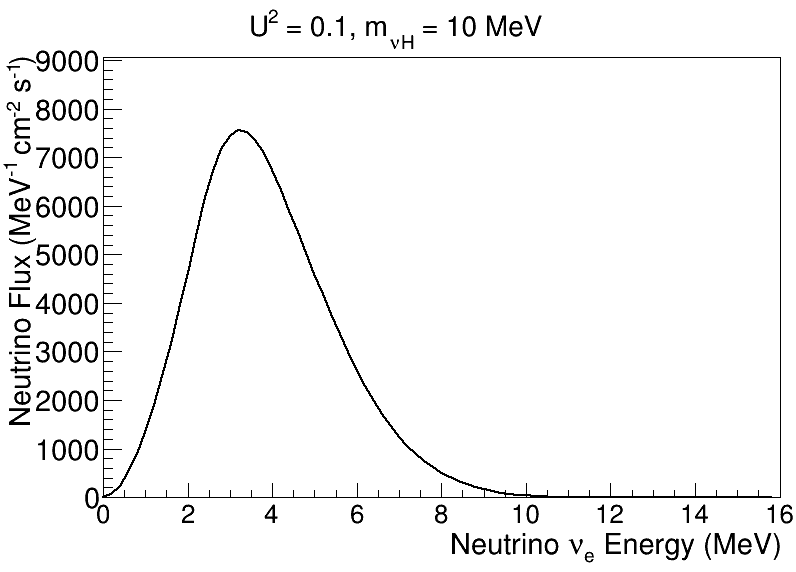 U² = 0.1, m_νH = 10 MeV
Neutrino Flux (MeV⁻¹ cm⁻² s⁻¹)
9000
8000
7000
6000
5000
4000
3000
2000
1000
0
0 2 4 6 8 10 12 14 16
Neutrino νₑ Energy (MeV)